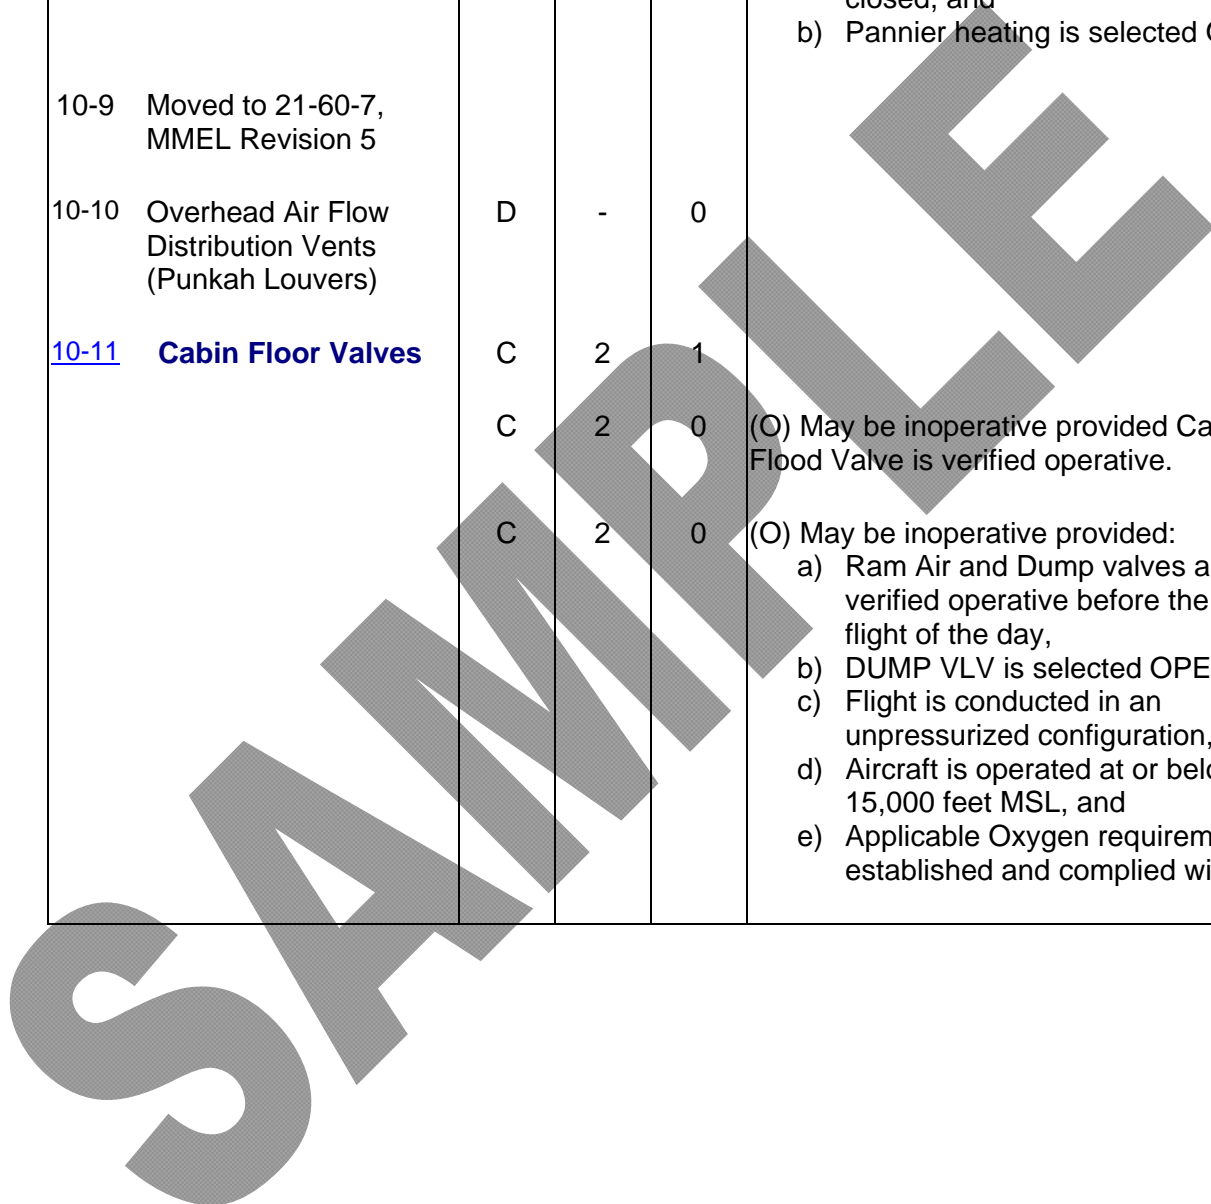 closed, and
b) Pannier heating is selected
10-9 Moved to 21-60-7,
MMEL Revision 5
10-10 Overhead Air Flow D - 0
Distribution Vents
(Punkah Louvers)
10-11 Cabin Floor Valves C 2 1
C 2 0 (O) May be inoperative provided
Flood Valve is verified operative.
C 2 0 (O) May be inoperative provided:
a) Ram Air and Dump valves
verified operative before the
flight of the day,
b) DUMP VLV is selected
c) Flight is conducted in an
unpressurized configuration,
d) Aircraft is operated at or
15,000 feet MSL, and
e) Applicable Oxygen
established and complied
SAMPLE